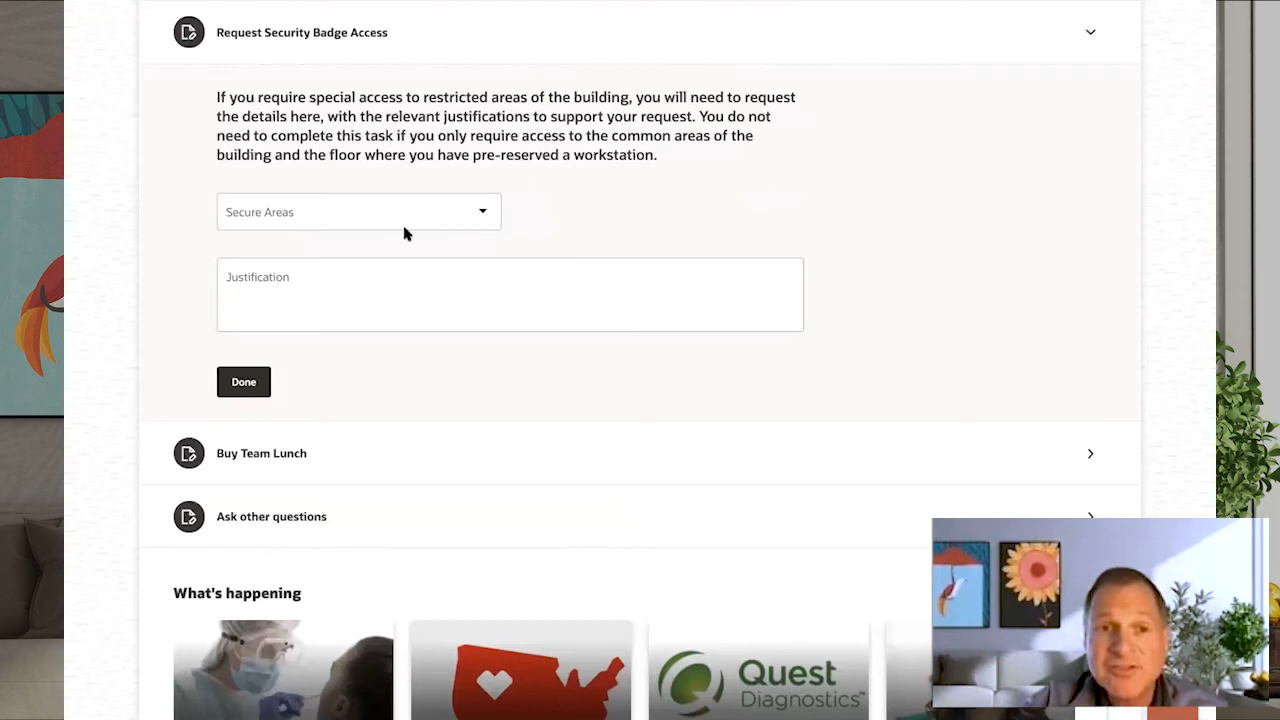 Request Security Badge Access
If you require special access to restricted areas of the building, you will need to request
the details here, with the relevant justifications to support your request. You do not
need to complete this task if you only require access to the common areas of the
building and the floor where you have pre-reserved a workstation.
Secure Areas
Justification
Done
Buy Team Lunch
Ask other questions
What's happening
Quest
Diagnostics™